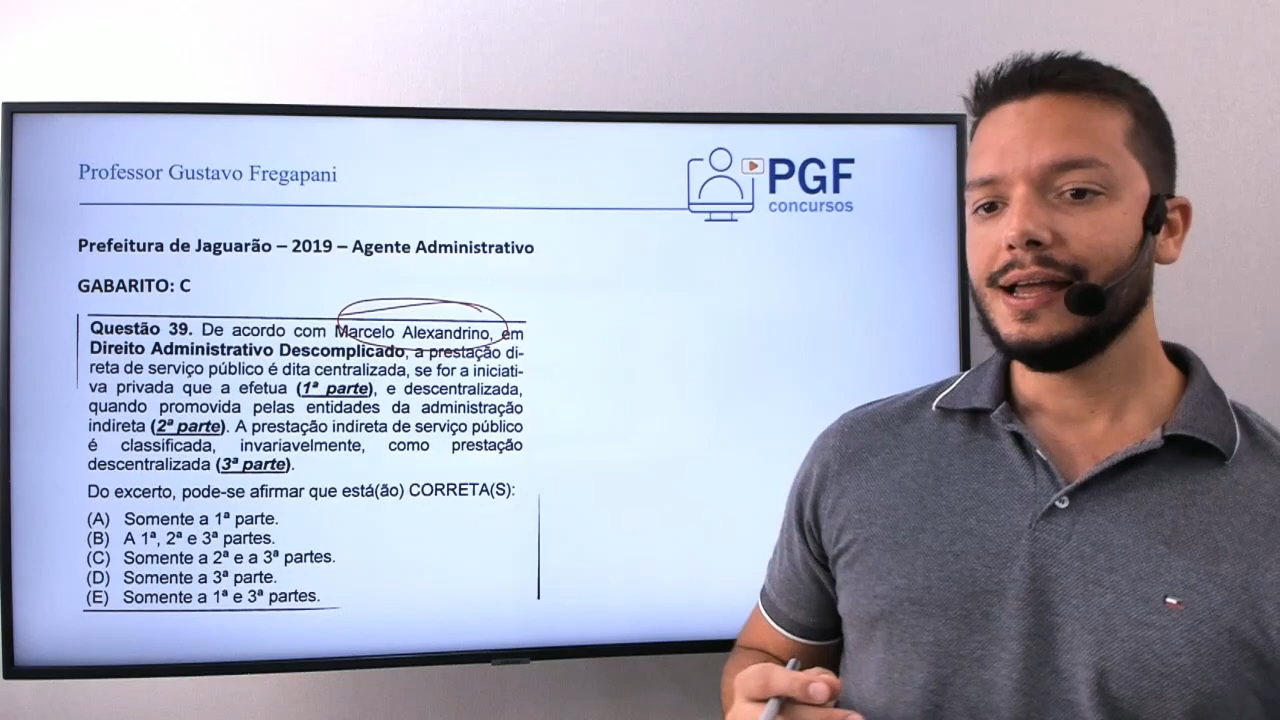 Professor Gustavo Fregapani
PGF
concursos
Prefeitura de Jaguarão – 2019 – Agente Administrativo
GABARITO: C
Questão 39. De acordo com Marcelo Alexandrino, em
Direito Administrativo Descomplicado, a prestação di-
reta de serviço público é dita centralizada, se for a iniciati-
va privada que a efetua (1ª parte), e descentralizada,
quando promovida pelas entidades da administração
indireta (2ª parte). A prestação indireta de serviço público
é classificada, invariavelmente, como prestação
descentralizada (3ª parte).
Do excerto, pode-se afirmar que está(ão) CORRETA(S):
(A) Somente a 1ª parte.
(B) A 1ª, 2ª e 3ª partes.
(C) Somente a 2ª e a 3ª partes.
(D) Somente a 3ª parte.
(E) Somente a 1ª e 3ª partes.